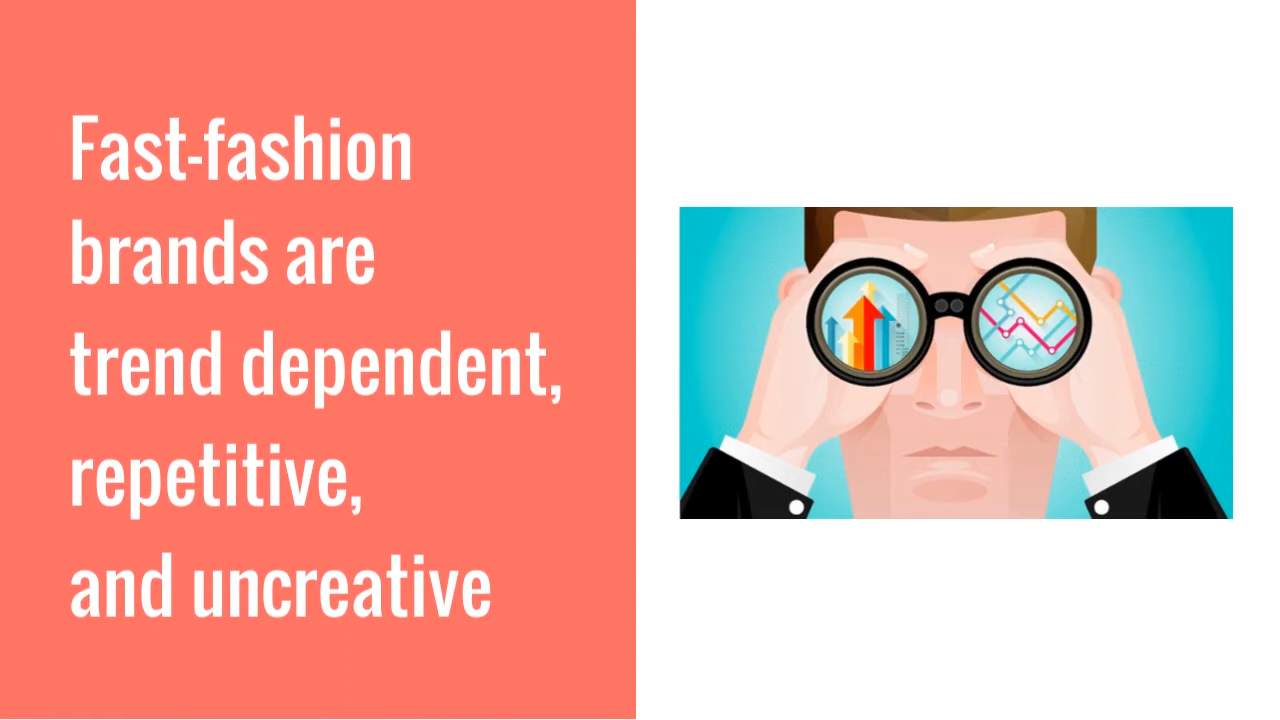 Fast-fashion
brands are
trend dependent,
repetitive,
and uncreative